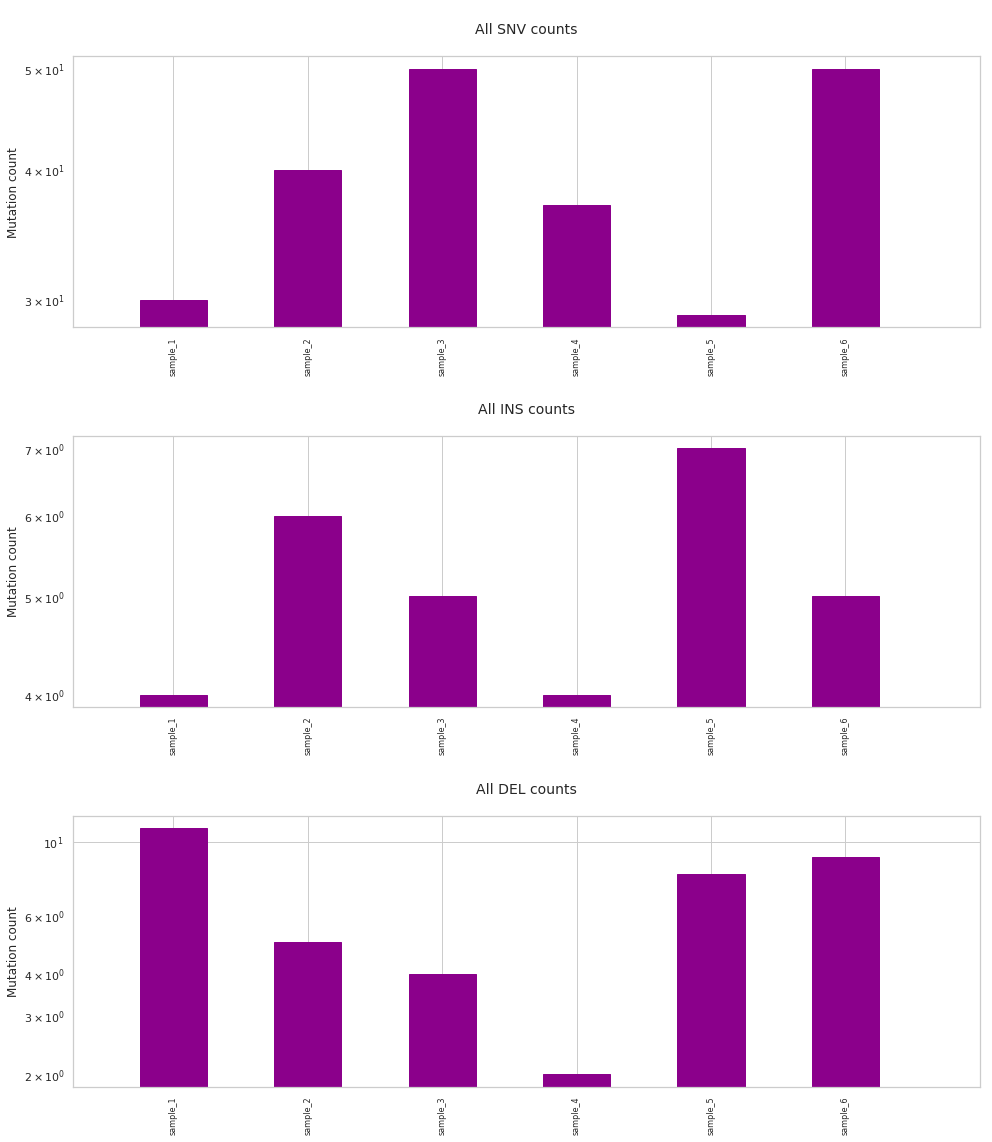 All SNV counts
Mutation count
5 × 10¹
4 × 10¹
3 × 10¹
sample_1 sample_2 sample_3 sample_4 sample_5 sample_6
All INS counts
Mutation count
7 × 10⁰
6 × 10⁰
5 × 10⁰
4 × 10⁰
sample_1 sample_2 sample_3 sample_4 sample_5 sample_6
All DEL counts
Mutation count
10¹
6 × 10⁰
4 × 10⁰
3 × 10⁰
2 × 10⁰
sample_1 sample_2 sample_3 sample_4 sample_5 sample_6